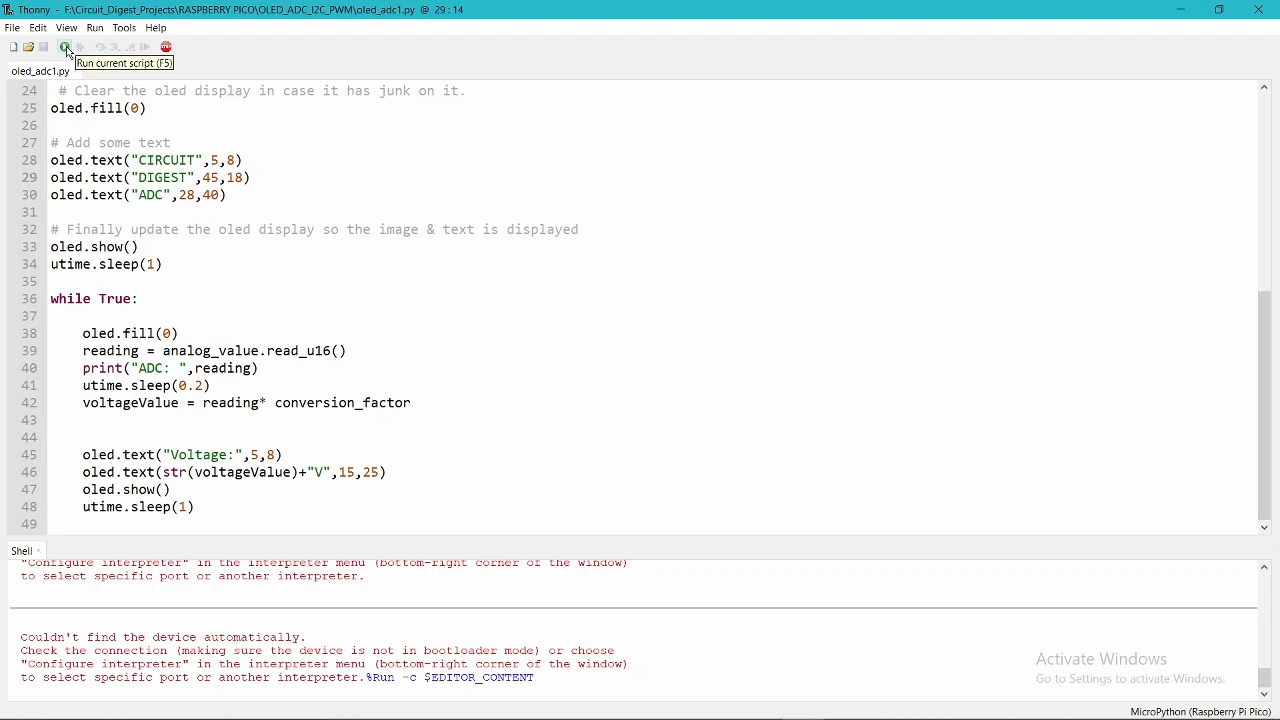 Thonny - F:\Circuit_Digest_Projects\RASPBERRY PICO\OLED_ADC_I2C_PWM\oled_adc1.py @ 29 : 14
File Edit View Run Tools Help
Run current script (F5)
oled_adc1.py
24 # Clear the oled display in case it has junk on it.
25 oled.fill(0)
26
27 # Add some text
28 oled.text("CIRCUIT",5,8)
29 oled.text("DIGEST",45,18)
30 oled.text("ADC",28,40)
31
32 # Finally update the oled display so the image & text is displayed
33 oled.show()
34 utime.sleep(1)
35
36 while True:
37
38     oled.fill(0)
39     reading = analog_value.read_u16()
40     print("ADC: ",reading)
41     utime.sleep(0.2)
42     voltageValue = reading* conversion_factor
43
44
45     oled.text("Voltage:",5,8)
46     oled.text(str(voltageValue)+"V",15,25)
47     oled.show()
48     utime.sleep(1)
49
Shell
"Configure interpreter" in the interpreter menu (bottom-right corner of the window)
to select specific port or another interpreter.
Couldn't find the device automatically.
Check the connection (making sure the device is not in bootloader mode) or choose
"Configure interpreter" in the interpreter menu (bottom-right corner of the window)
to select specific port or another interpreter.%Run -c $EDITOR_CONTENT
Activate Windows
Go to Settings to activate Windows.
MicroPython (Raspberry Pi Pico)